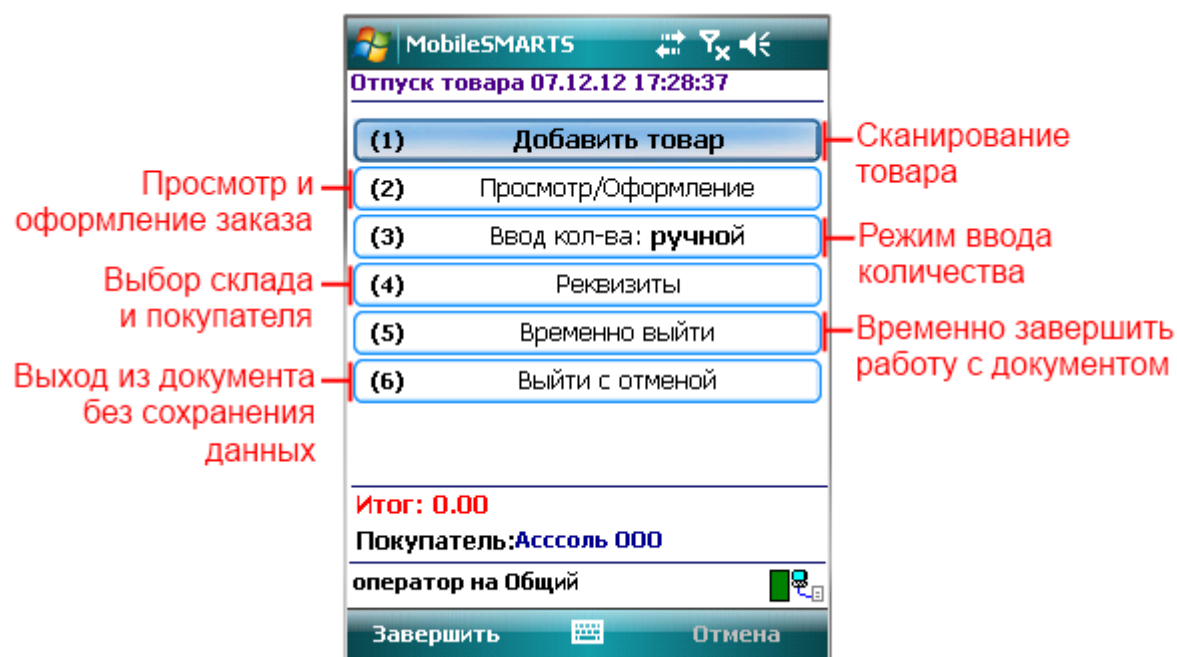 MobileSMARTS
Отпуск товара 07.12.12 17:28:37
(1) Добавить товар
Сканирование
товара
Просмотр и
оформление заказа
(2) Просмотр/Оформление
(3) Ввод кол-ва: ручной
Режим ввода
количества
Выбор склада
и покупателя
(4) Реквизиты
(5) Временно выйти
Временно завершить
работу с документом
Выход из документа
без сохранения
данных
(6) Выйти с отменой
Итог: 0.00
Покупатель:Асссоль ООО
оператор на Общий
Завершить
Отмена